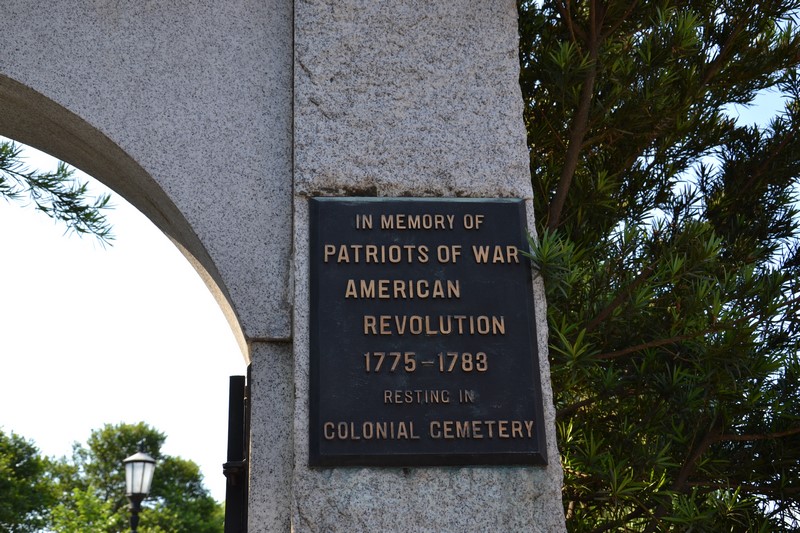 IN MEMORY OF
PATRIOTS OF WAR
AMERICAN
REVOLUTION
1775-1783
RESTING IN
COLONIAL CEMETERY